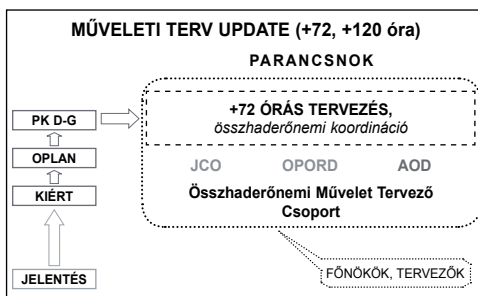 MŰVELETI TERV UPDATE (+72, +120 óra)
PARANCSNOK
+72 ÓRÁS TERVEZÉS,
összhaderőnemi koordináció
PK D-G
OPLAN
KIÉRT
JELENTÉS
JCO OPORD AOD
Összhaderőnemi Művelet Tervező
Csoport
FŐNÖKÖK, TERVEZŐK